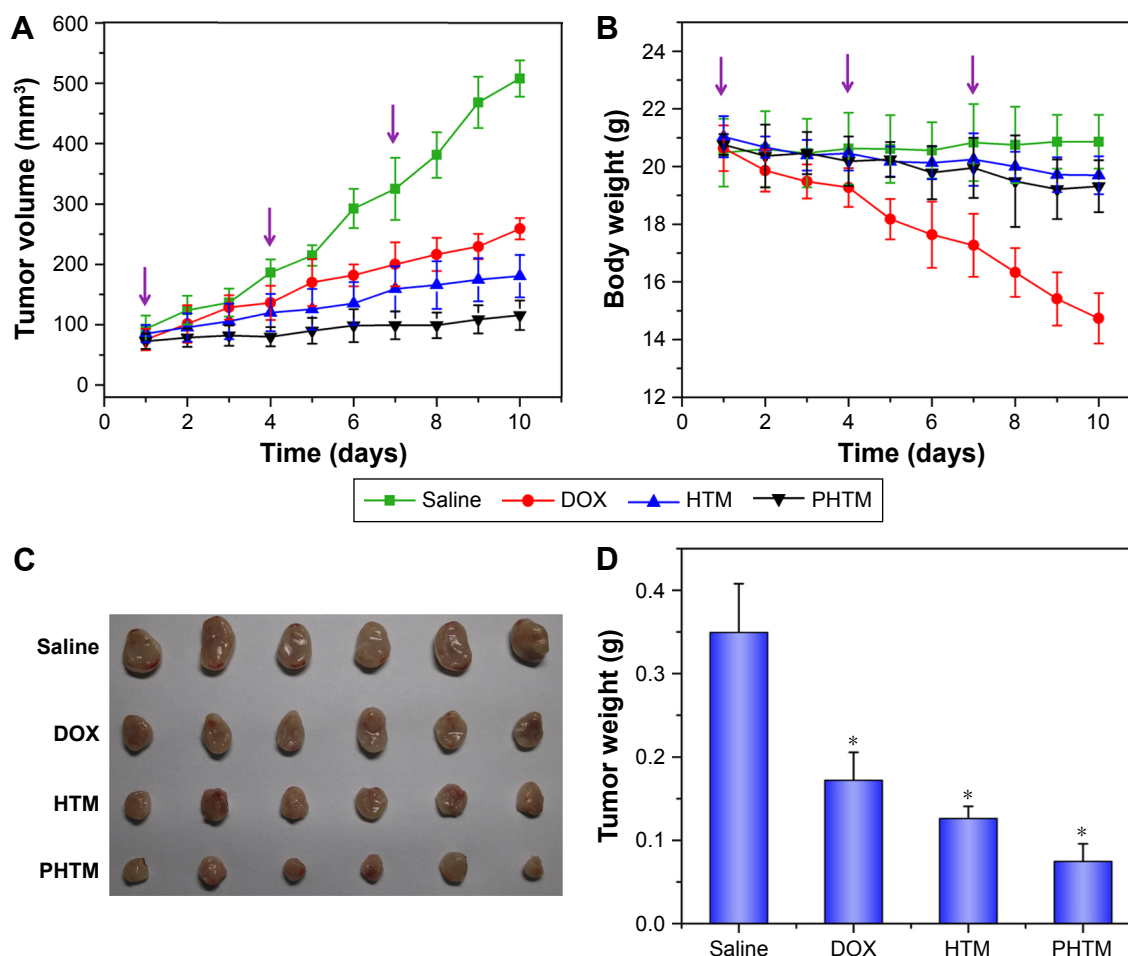 A
Tumor volume (mm³)
600
500
400
300
200
100
0
0 2 4 6 8 10
Time (days)
B
Body weight (g)
24
22
20
18
16
14
12
0 2 4 6 8 10
Time (days)
Saline DOX HTM PHTM
C
Saline
DOX
HTM
PHTM
D
Tumor weight (g)
0.4
0.3
0.2
0.1
0.0
* * *
Saline DOX HTM PHTM